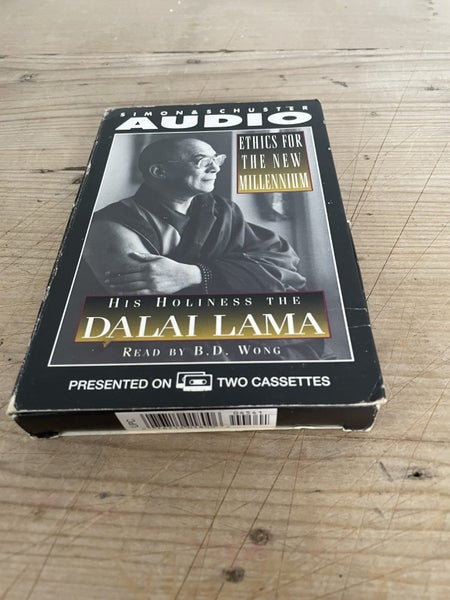 SIMON & SCHUSTER
AUDIO
ETHICS FOR
THE NEW
MILLENNIUM
HIS HOLINESS THE
DALAI LAMA
READ BY B.D. WONG
PRESENTED ON TWO CASSETTES